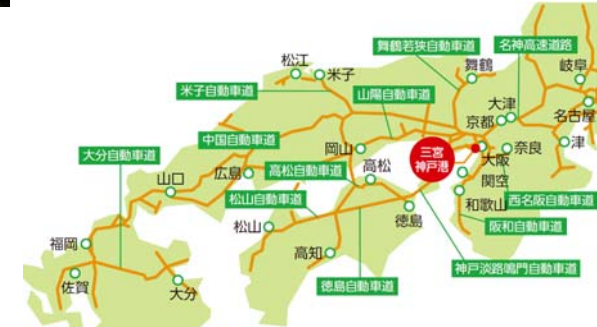 舞鶴若狭自動車道
名神高速道路
松江
米子
舞鶴
岐阜
米子自動車道
山陽自動車道
大津
京都
名古屋
中国自動車道
岡山
三宮
神戸港
奈良
津
大分自動車道
広島
高松自動車道
高松
大阪
関空
山口
松山自動車道
和歌山
西名阪自動車道
松山
徳島
阪和自動車道
福岡
高知
神戸淡路鳴門自動車道
佐賀
大分
徳島自動車道